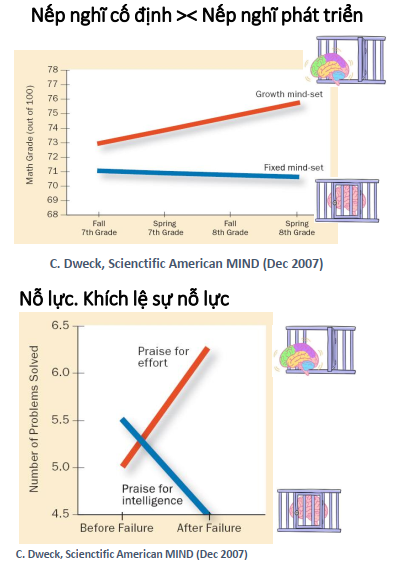 Nếp nghĩ cố định >< Nếp nghĩ phát triển
78
77
76
75
74
73
72
71
70
69
68
Math Grade (out of 100)
Growth mind-set
Fixed mind-set
Fall
7th Grade
Spring
7th Grade
Fall
8th Grade
Spring
8th Grade
C. Dweck, Scienctific American MIND (Dec 2007)
Nỗ lực. Khích lệ sự nỗ lực
6.5
6.0
5.5
5.0
4.5
Number of Problems Solved
Praise for
effort
Praise for
intelligence
Before Failure
After Failure
C. Dweck, Scienctific American MIND (Dec 2007)